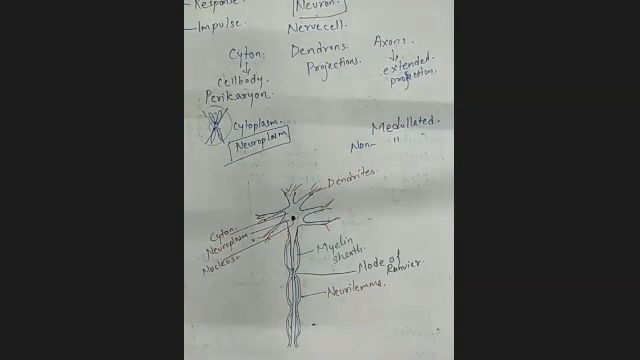 - Response.
Neuron.
- Impulse.
Nervecell.
Cyton. Dendrons. Axons.
cellbody. Projections. extended projection.
Perikaryon.
Cytoplasm.
Neuroplasm
Medullated.
Non- "
Dendrites.
Cyton.
Neuroplasm
Nucleus.
Myelin
sheath.
Mode of
Ranvier.
Neurilemma.